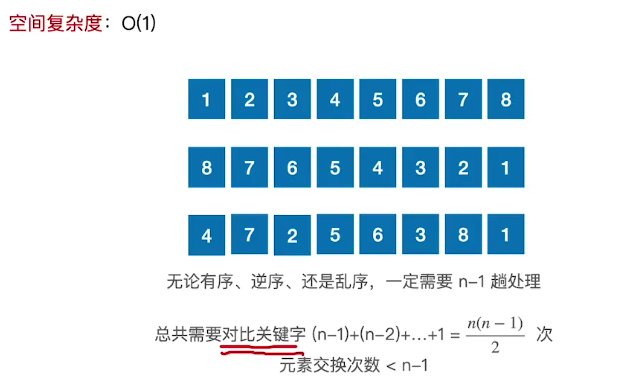 空间复杂度：O(1)
1 2 3 4 5 6 7 8
8 7 6 5 4 3 2 1
4 7 2 5 6 3 8 1
无论有序、逆序、还是乱序，一定需要 n-1 趟处理
总共需要对比关键字 (n-1)+(n-2)+…+1 = n(n − 1)/2 次
元素交换次数 < n-1